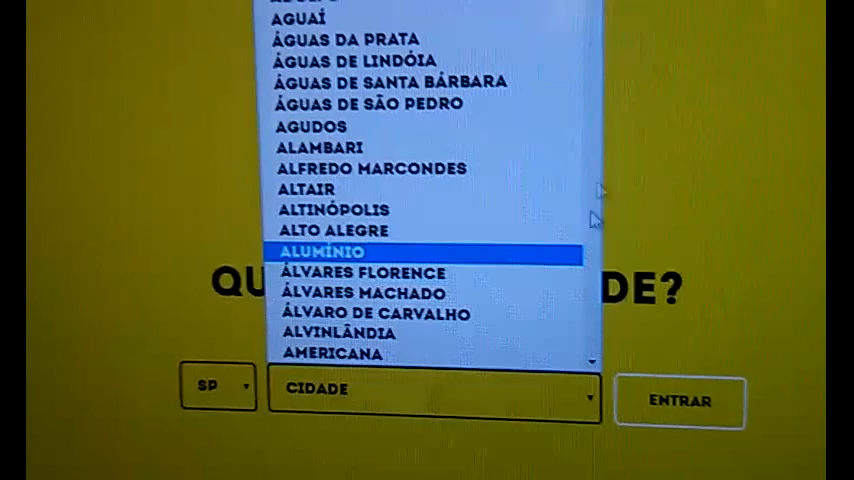 AGUAÍ
ÁGUAS DA PRATA
ÁGUAS DE LINDÓIA
ÁGUAS DE SANTA BÁRBARA
ÁGUAS DE SÃO PEDRO
AGUDOS
ALAMBARI
ALFREDO MARCONDES
ALTAIR
ALTINÓPOLIS
ALTO ALEGRE
ALUMÍNIO
ÁLVARES FLORENCE
ÁLVARES MACHADO
ÁLVARO DE CARVALHO
ALVINLÂNDIA
AMERICANA
QU DE?
SP CIDADE ENTRAR